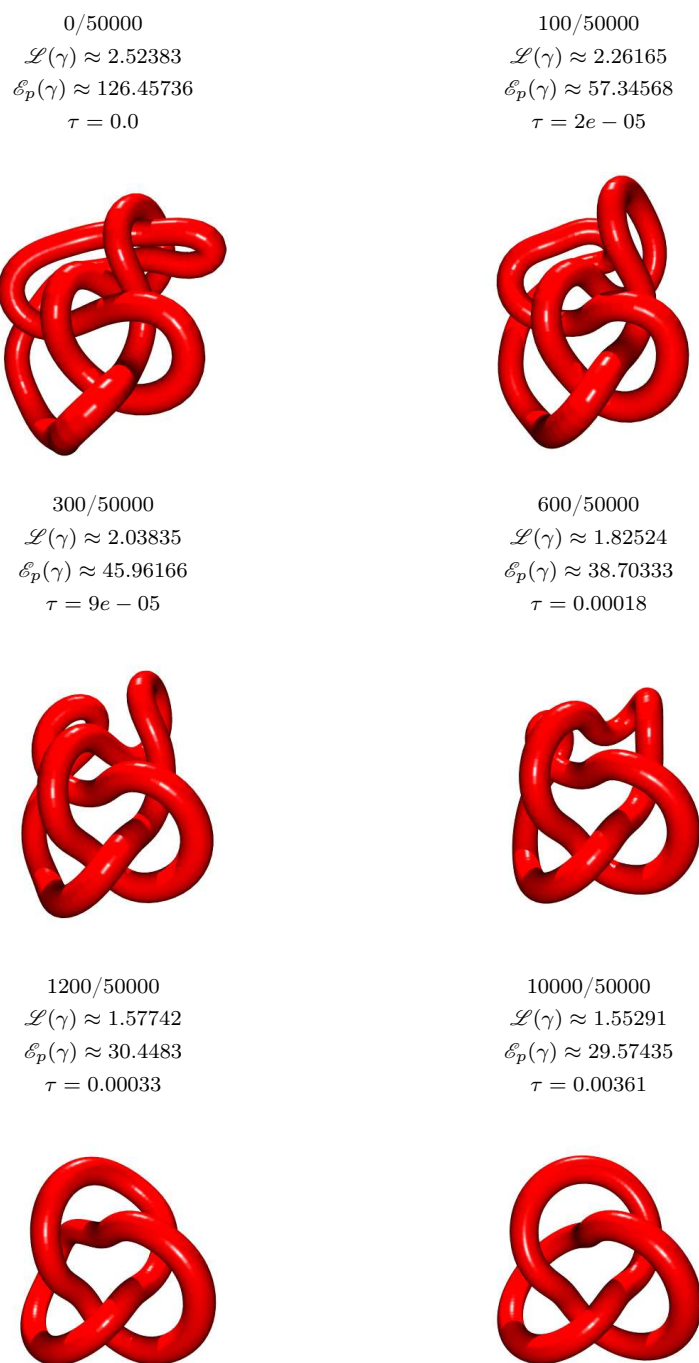 0/50000
ℒ(γ) ≈ 2.52383
ℰₚ(γ) ≈ 126.45736
τ = 0.0
100/50000
ℒ(γ) ≈ 2.26165
ℰₚ(γ) ≈ 57.34568
τ = 2e − 05
300/50000
ℒ(γ) ≈ 2.03835
ℰₚ(γ) ≈ 45.96166
τ = 9e − 05
600/50000
ℒ(γ) ≈ 1.82524
ℰₚ(γ) ≈ 38.70333
τ = 0.00018
1200/50000
ℒ(γ) ≈ 1.57742
ℰₚ(γ) ≈ 30.4483
τ = 0.00033
10000/50000
ℒ(γ) ≈ 1.55291
ℰₚ(γ) ≈ 29.57435
τ = 0.00361